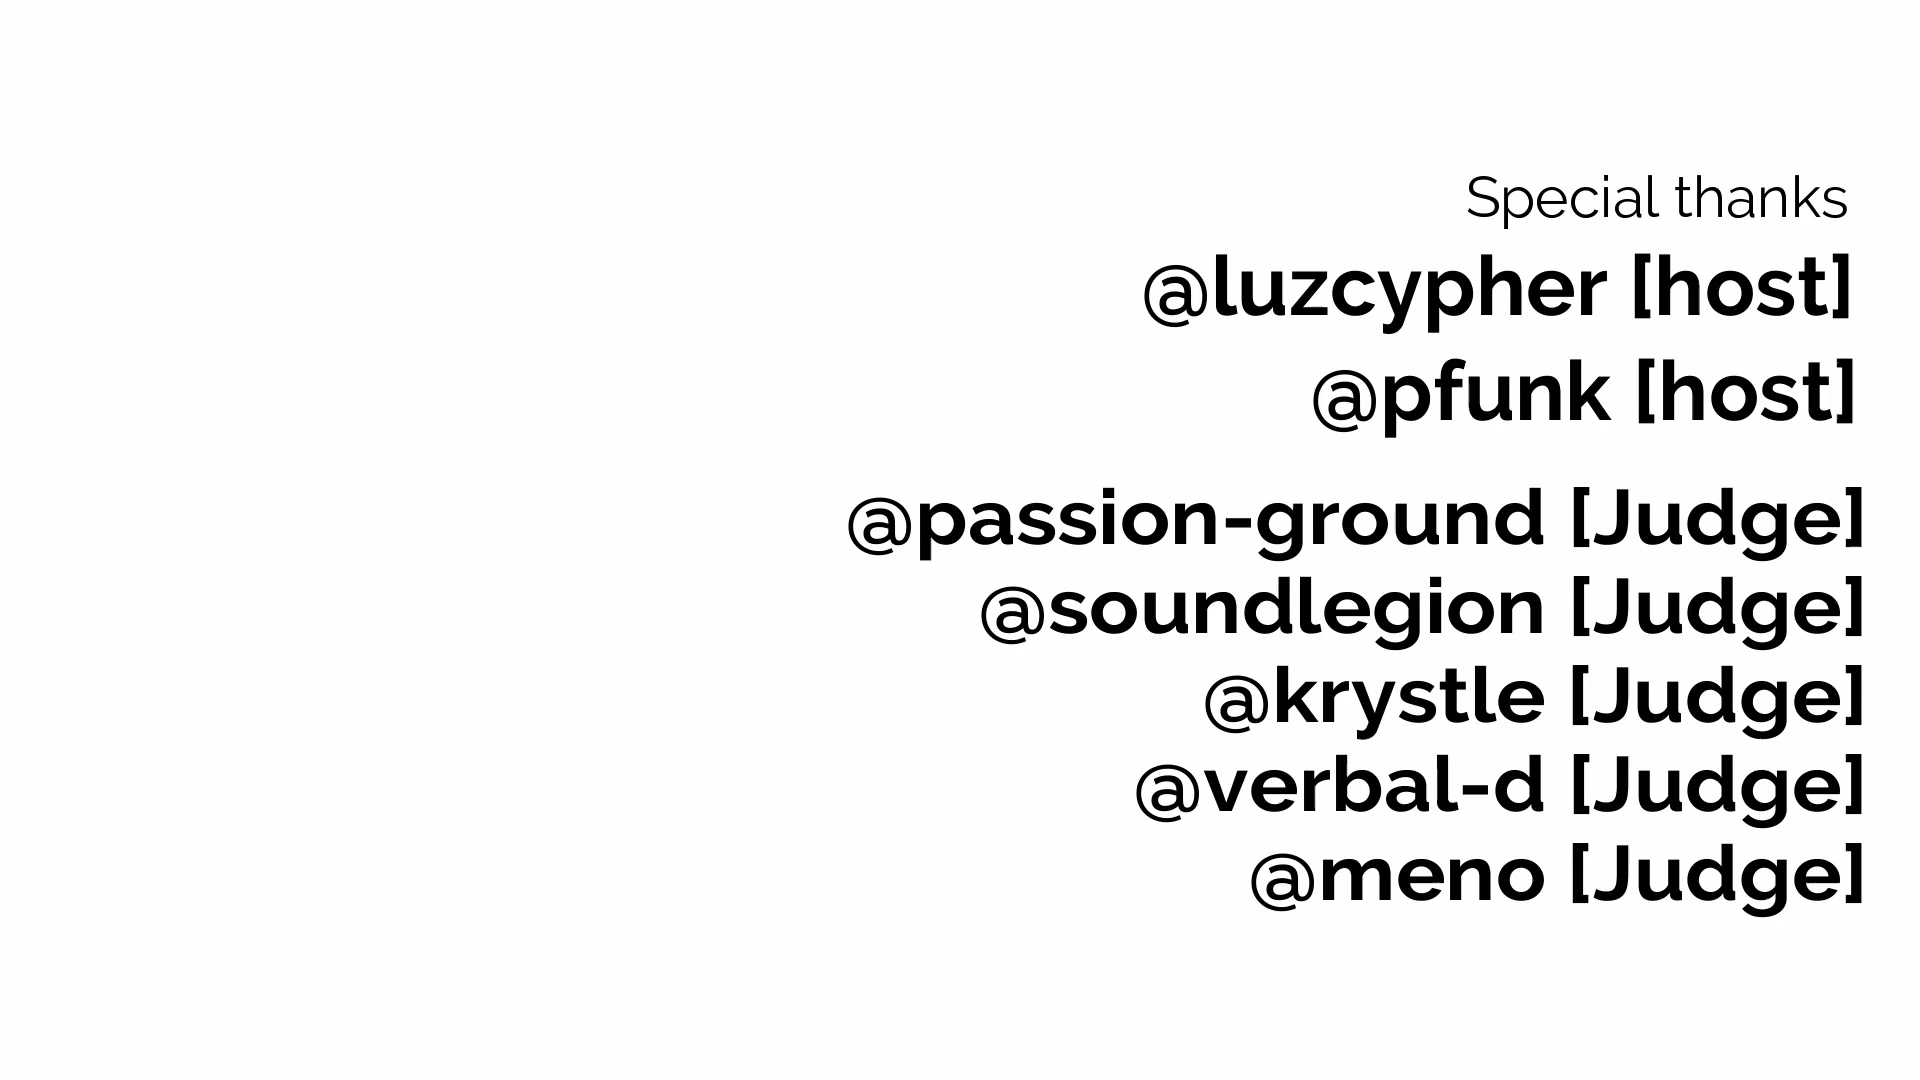 Special thanks
@luzcypher [host]
@pfunk [host]
@passion-ground [Judge]
@soundlegion [Judge]
@krystle [Judge]
@verbal-d [Judge]
@meno [Judge]